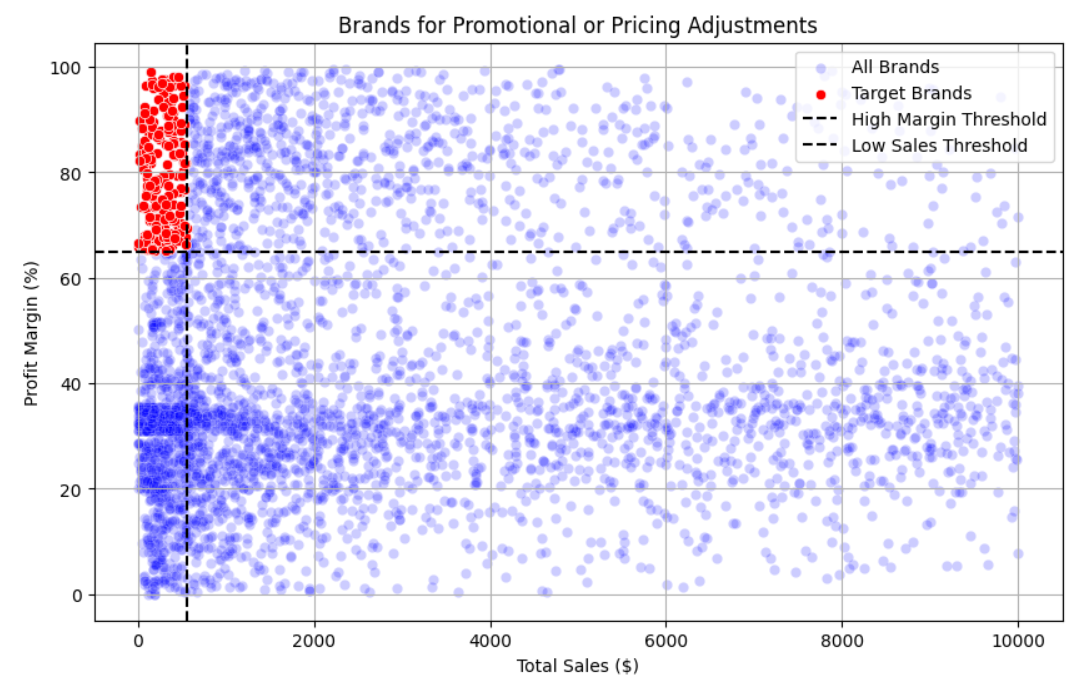 Brands for Promotional or Pricing Adjustments
All Brands
Target Brands
High Margin Threshold
Low Sales Threshold
Profit Margin (%)
100
80
60
40
20
0
0 2000 4000 6000 8000 10000
Total Sales ($)